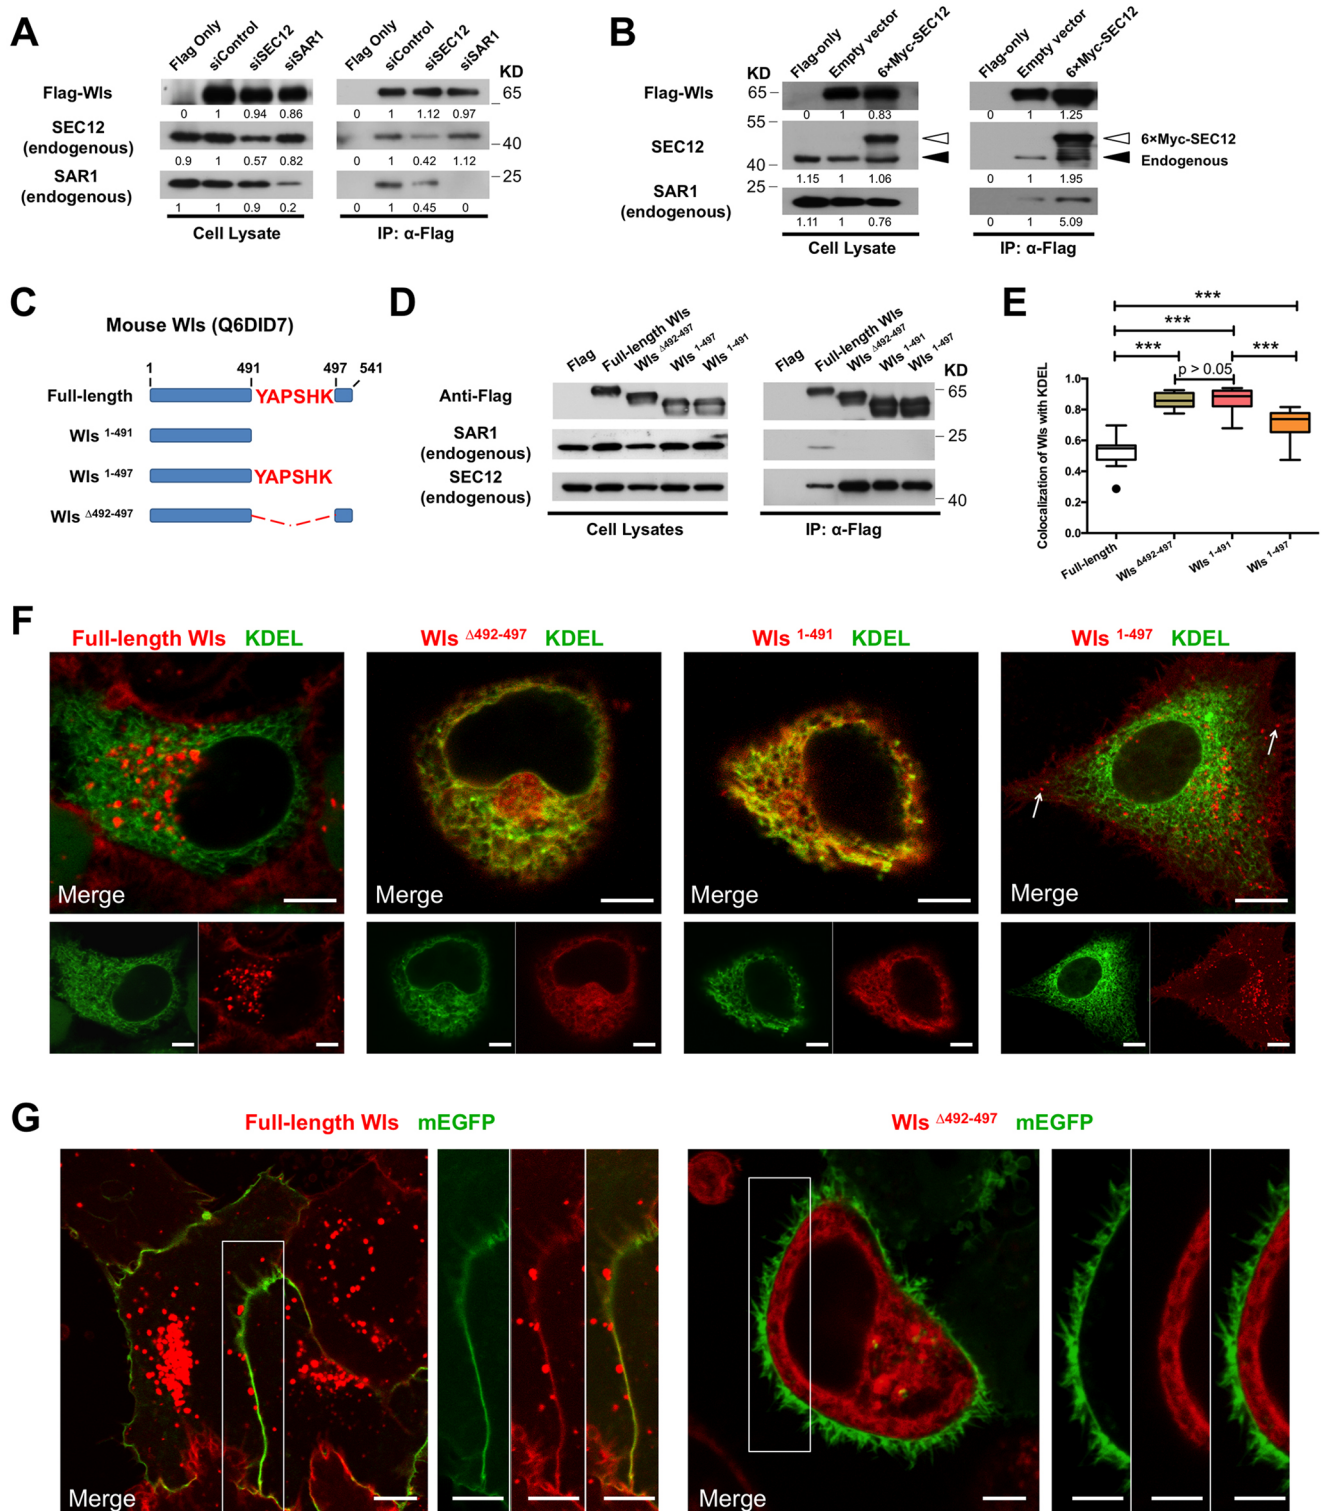 A
Flag Only siControl siSEC12 siSAR1 Flag Only siControl siSEC12 siSAR1
KD
Flag-Wls
65
0 1 0.94 0.86 0 1 1.12 0.97
SEC12
(endogenous)
40
0.9 1 0.57 0.82 0 1 0.42 1.12
SAR1
(endogenous)
25
1 1 0.9 0.2 0 1 0.45 0
Cell Lysate IP: α-Flag
B
Flag-only Empty vector 6×Myc-SEC12 Flag-only Empty vector 6×Myc-SEC12
KD
Flag-Wls
65
0 1 0.83 0 1 1.25
55
SEC12
6×Myc-SEC12
Endogenous
40
1.15 1 1.06 0 1 1.95
SAR1
(endogenous)
25
1.11 1 0.76 0 1 5.09
Cell Lysate IP: α-Flag
C
Mouse Wls (Q6DID7)
1 491 497 541
Full-length YAPSHK
Wls 1-491
Wls 1-497 YAPSHK
Wls Δ492-497
D
Flag Full-length Wls Wls Δ492-497 Wls 1-497 Wls 1-491 Flag Full-length Wls Wls Δ492-497 Wls 1-491 Wls 1-497
KD
Anti-Flag
65
SAR1
(endogenous)
25
SEC12
(endogenous)
40
Cell Lysates IP: α-Flag
E
***
***
*** ***
p > 0.05
Colocalization of Wls with KDEL
1.0
0.8
0.6
0.4
0.2
0.0
Full-length Wls Δ492-497 Wls 1-491 Wls 1-497
F
Full-length Wls KDEL Wls Δ492-497 KDEL Wls 1-491 KDEL Wls 1-497 KDEL
Merge Merge Merge Merge
G
Full-length Wls mEGFP Wls Δ492-497 mEGFP
Merge Merge